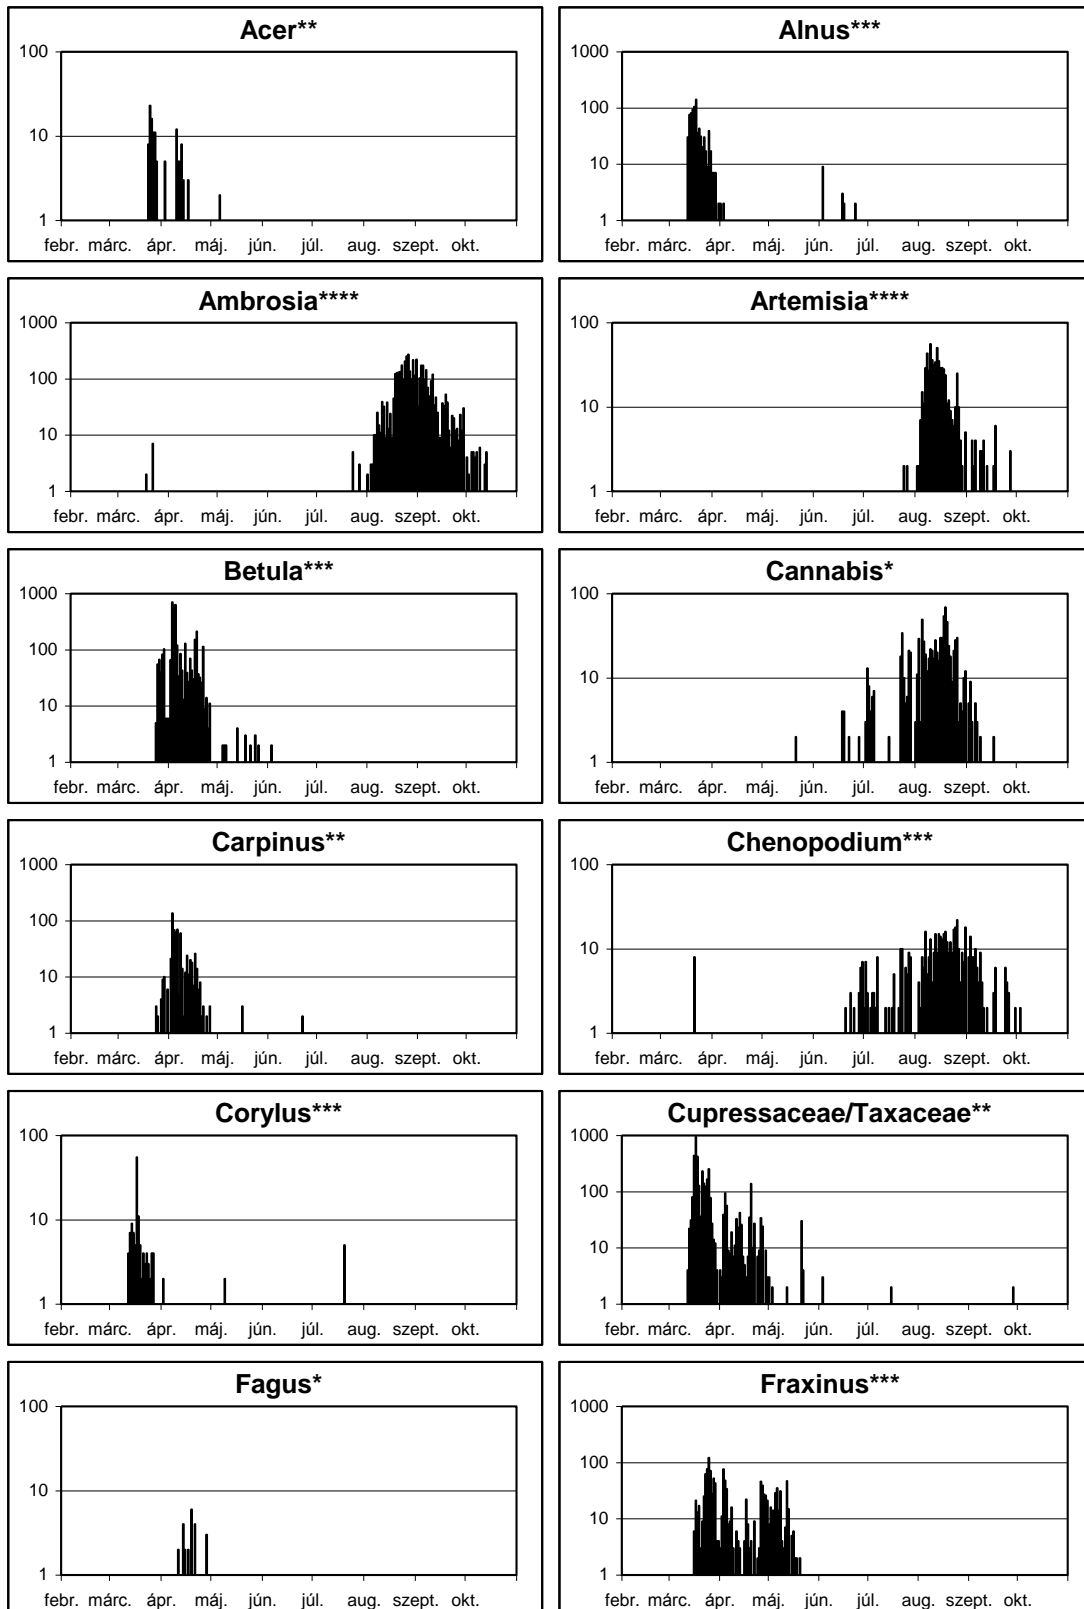 Acer**
100
10
1
febr. márc. ápr. máj. jún. júl. aug. szept. okt.
Alnus***
1000
100
10
1
febr. márc. ápr. máj. jún. júl. aug. szept. okt.
Ambrosia****
1000
100
10
1
febr. márc. ápr. máj. jún. júl. aug. szept. okt.
Artemisia****
100
10
1
febr. márc. ápr. máj. jún. júl. aug. szept. okt.
Betula***
1000
100
10
1
febr. márc. ápr. máj. jún. júl. aug. szept. okt.
Cannabis*
100
10
1
febr. márc. ápr. máj. jún. júl. aug. szept. okt.
Carpinus**
1000
100
10
1
febr. márc. ápr. máj. jún. júl. aug. szept. okt.
Chenopodium***
100
10
1
febr. márc. ápr. máj. jún. júl. aug. szept. okt.
Corylus***
100
10
1
febr. márc. ápr. máj. jún. júl. aug. szept. okt.
Cupressaceae/Taxaceae**
1000
100
10
1
febr. márc. ápr. máj. jún. júl. aug. szept. okt.
Fagus*
100
10
1
febr. márc. ápr. máj. jún. júl. aug. szept. okt.
Fraxinus***
1000
100
10
1
febr. márc. ápr. máj. jún. júl. aug. szept. okt.